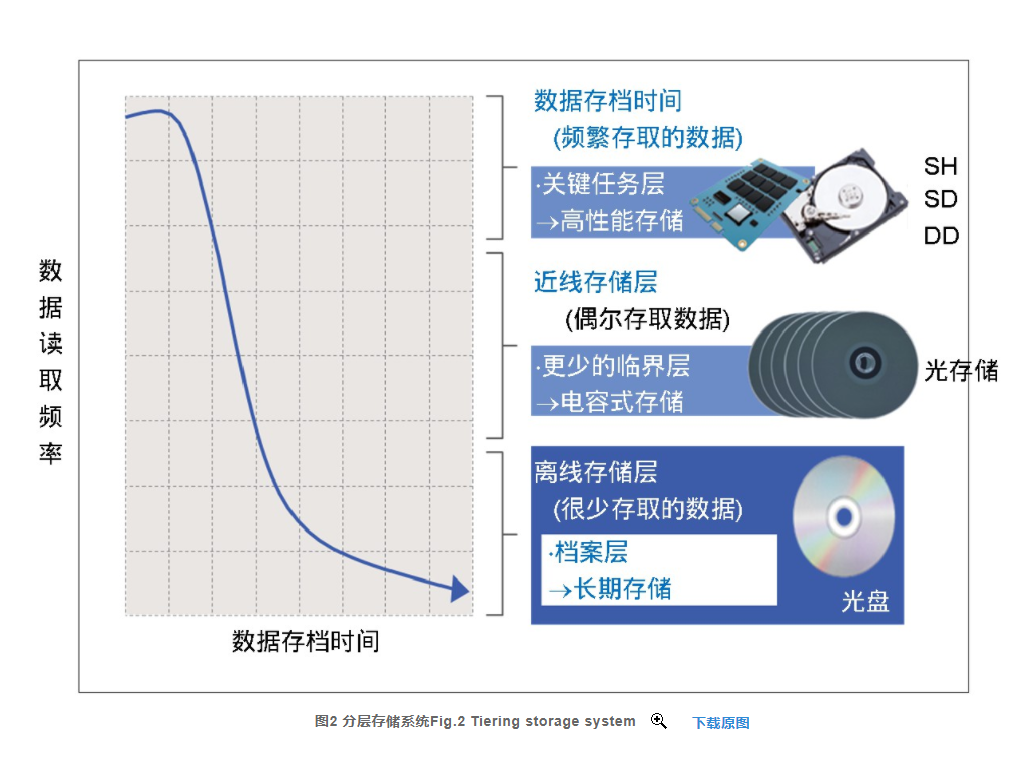 数据读取频率
数据存档时间
数据存档时间
(频繁存取的数据)
·关键任务层
→高性能存储
SH
SD
DD
近线存储层
(偶尔存取数据)
·更少的临界层
→电容式存储
光存储
离线存储层
(很少存取的数据)
·档案层
→长期存储
光盘
图2 分层存储系统Fig.2 Tiering storage system
下载原图